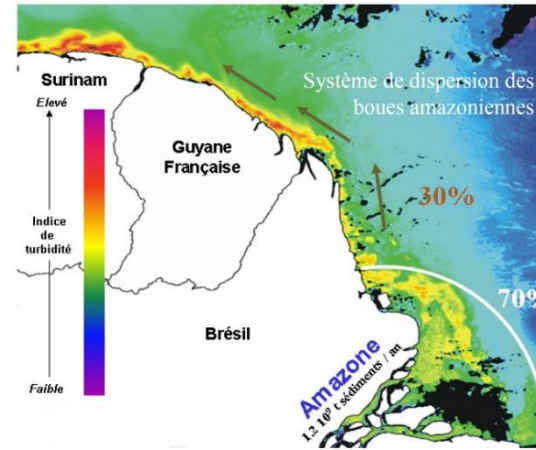 Surinam
Elevé
Système de dispersion des
boues amazoniennes
Guyane
Française
30%
Indice
de
turbidité
70%
Brésil
Faible
Amazone
1.2 10⁹ t sédiments / an